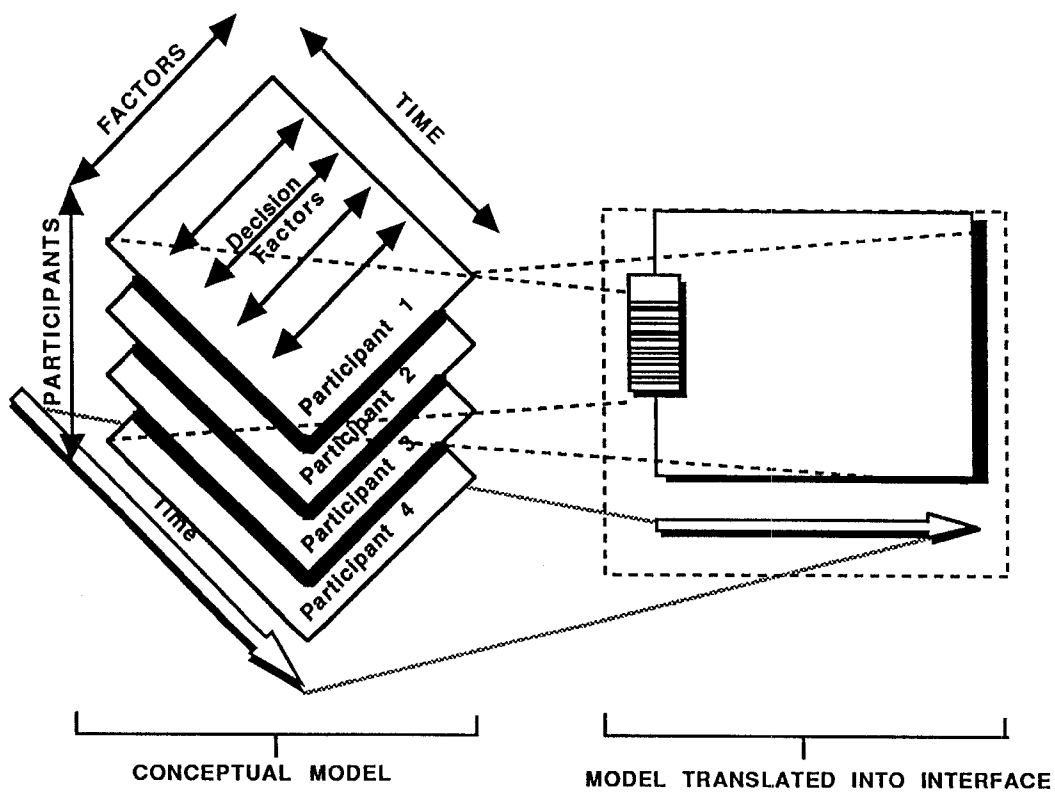 FACTORS
TIME
PARTICIPANTS
Decision
Factors
Participant 1
Participant 2
Participant 3
Participant 4
Time
CONCEPTUAL MODEL
MODEL TRANSLATED INTO INTERFACE